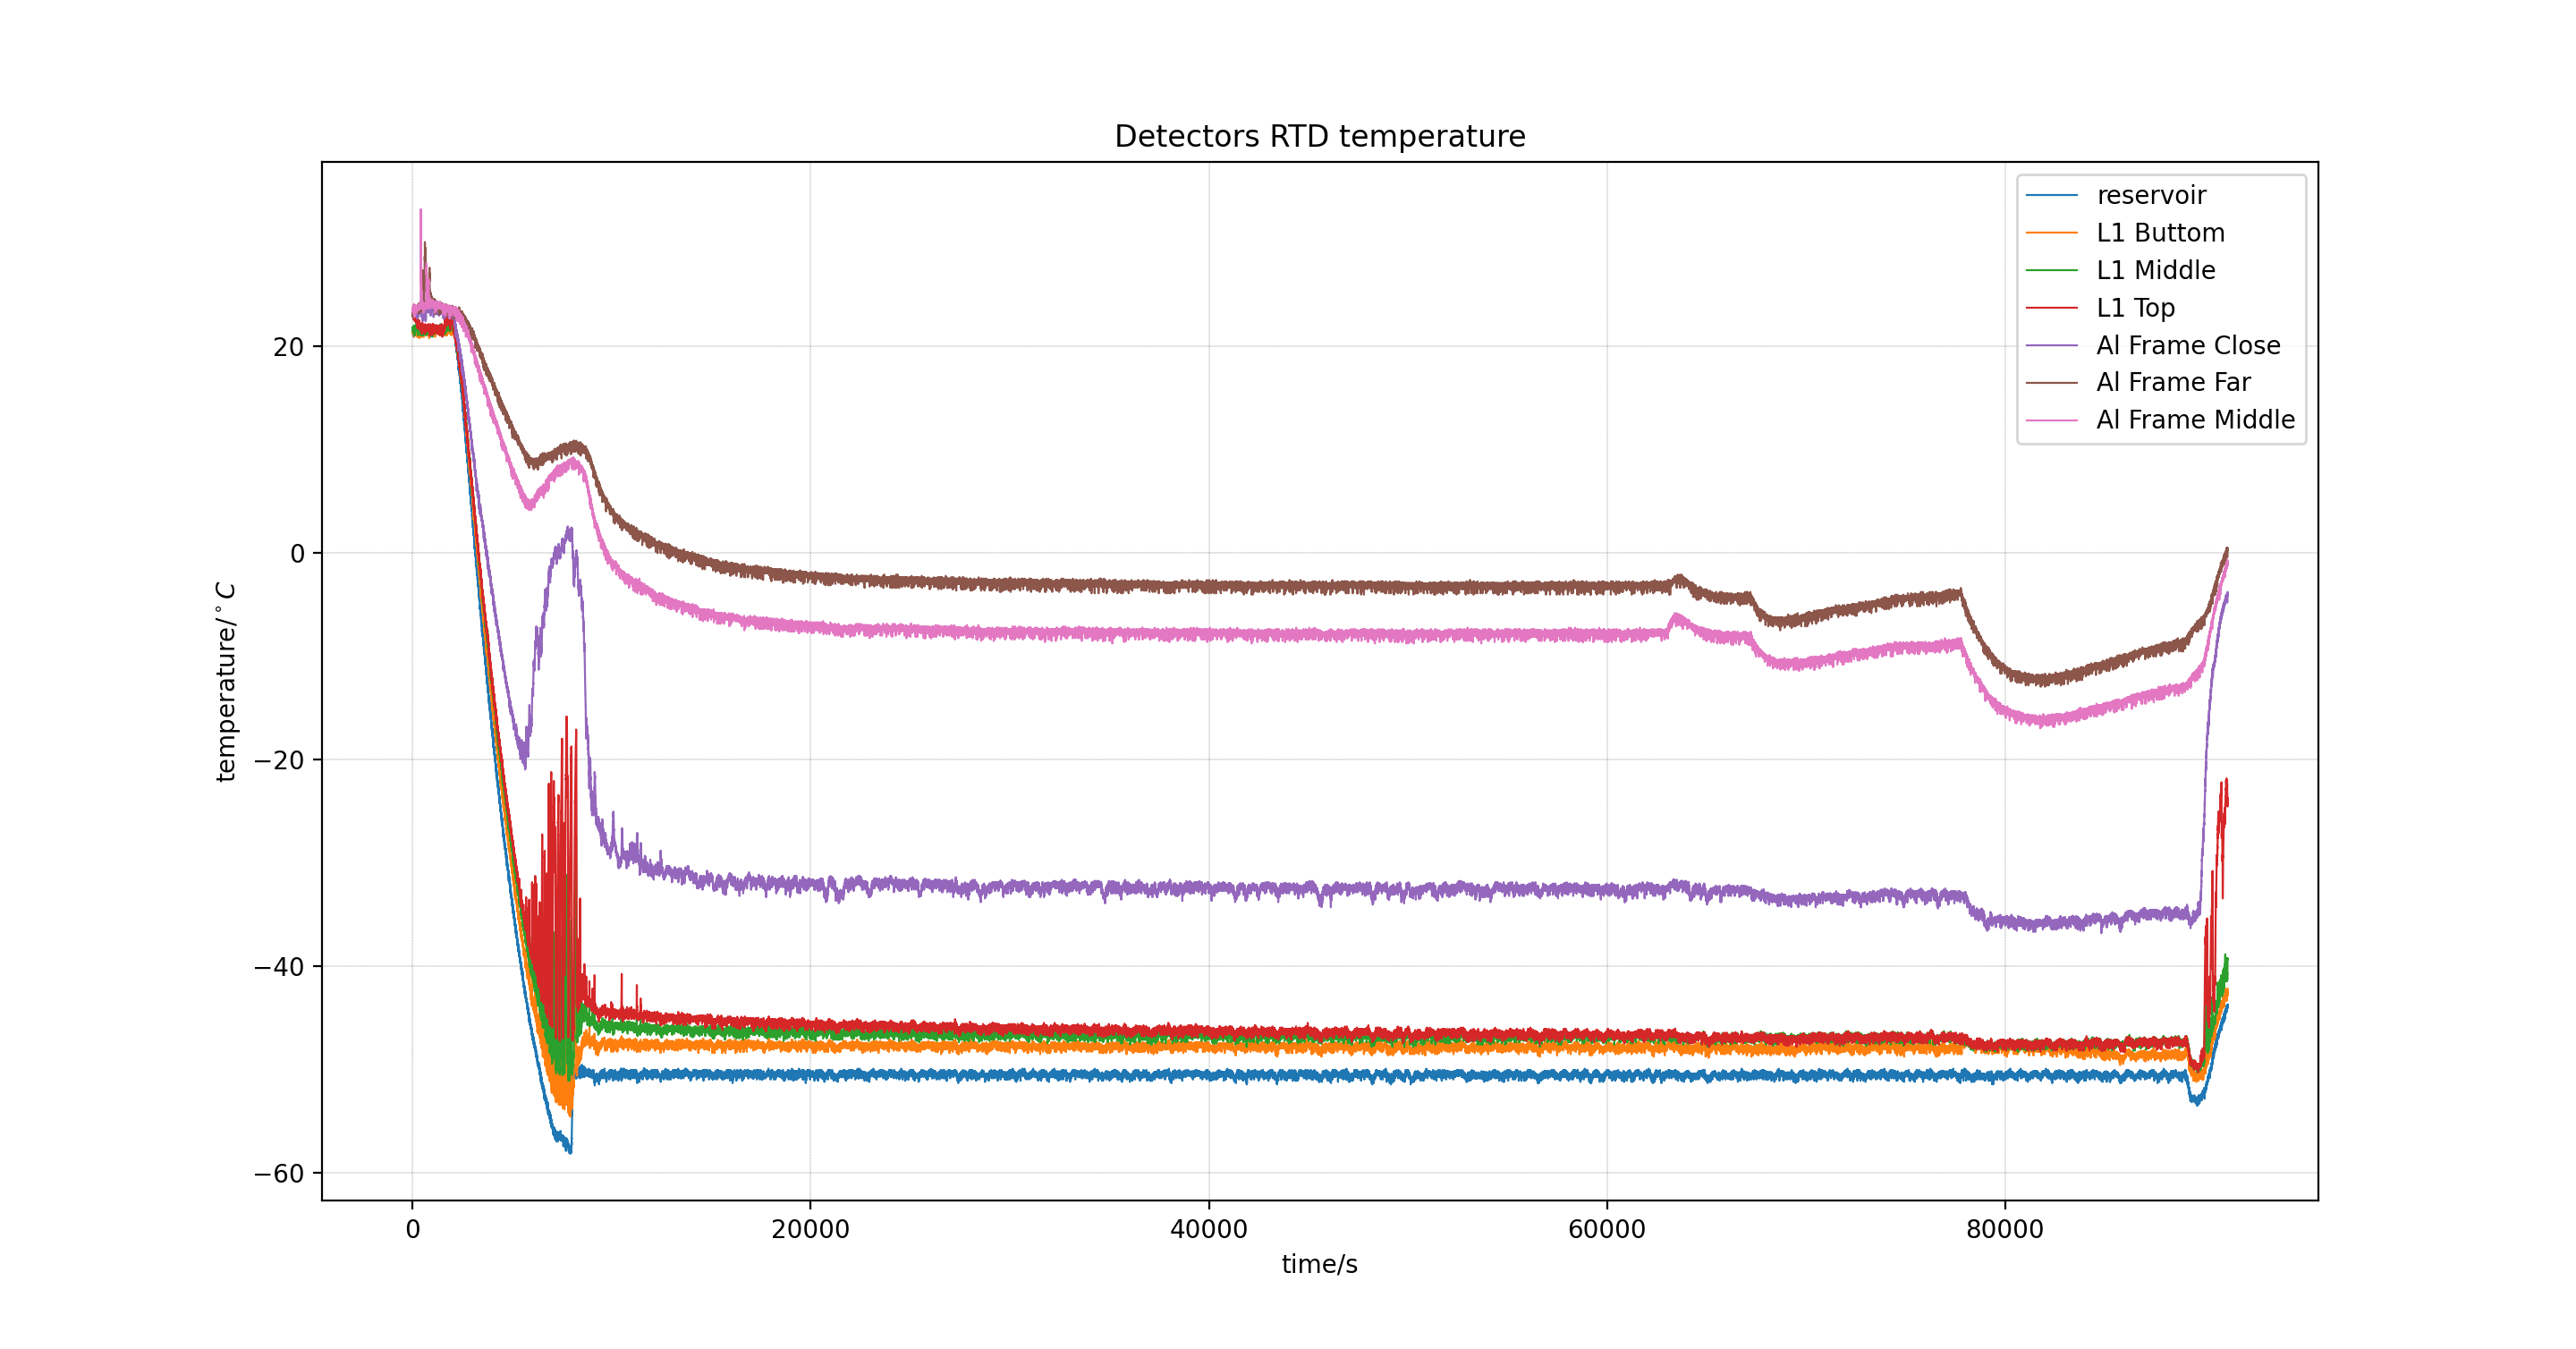 Detectors RTD temperature
reservoir
L1 Buttom
L1 Middle
L1 Top
Al Frame Close
Al Frame Far
Al Frame Middle
temperature/°C
20
0
−20
−40
−60
0 20000 40000 60000 80000
time/s